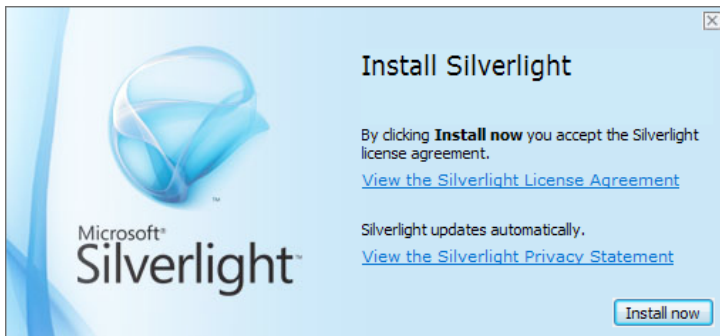 Install Silverlight
By clicking Install now you accept the Silverlight
license agreement.
View the Silverlight License Agreement
Silverlight updates automatically.
View the Silverlight Privacy Statement
Install now
Microsoft®
Silverlight™
™